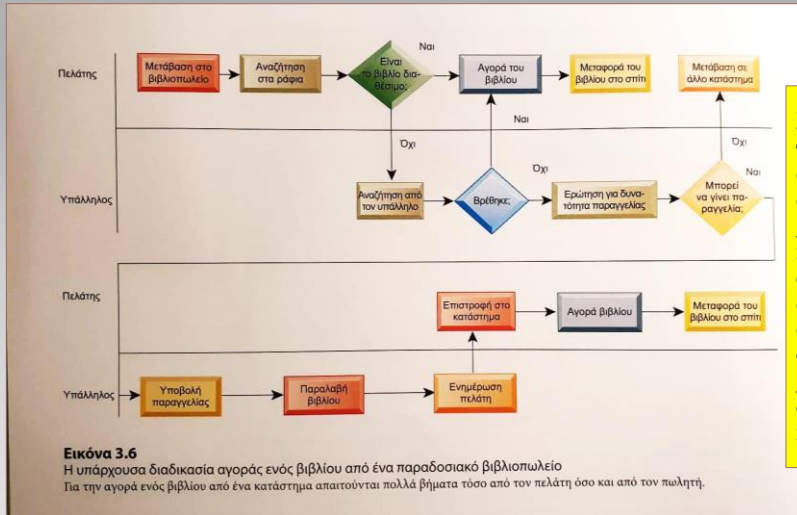 Πελάτης
Μετάβαση στο
βιβλιοπωλείο
Αναζήτηση
στα ράφια
Είναι
το βιβλίο δια-
θέσιμο;
Ναι
Αγορά του
βιβλίου
Μεταφορά του
βιβλίου στο σπίτι
Μετάβαση σε
άλλο κατάστημα
Όχι
Ναι
Όχι
Υπάλληλος
Αναζήτηση από
τον υπάλληλο
Βρέθηκε;
Όχι
Ερώτηση για δυνα-
τότητα παραγγελίας
Μπορεί
να γίνει πα-
ραγγελία;
Ναι
Πελάτης
Επιστροφή στο
κατάστημα
Αγορά βιβλίου
Μεταφορά του
βιβλίου στο σπίτι
Υπάλληλος
Υποβολή
παραγγελίας
Παραλαβή
βιβλίου
Ενημέρωση
πελάτη
Εικόνα 3.6
Η υπάρχουσα διαδικασία αγοράς ενός βιβλίου από ένα παραδοσιακό βιβλιοπωλείο
Για την αγορά ενός βιβλίου από ένα κατάστημα απαιτούνται πολλά βήματα τόσο από τον πελάτη όσο και από τον πωλητή.